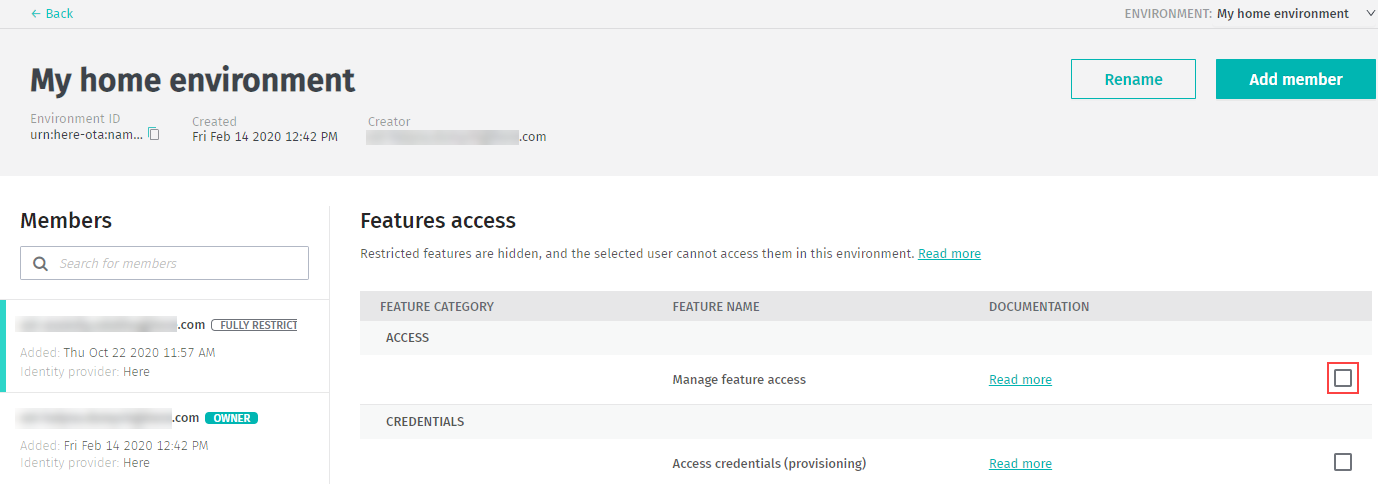 ← Back
ENVIRONMENT: My home environment
My home environment
Rename
Add member
Environment ID
urn:here-ota:nam...
Created
Fri Feb 14 2020 12:42 PM
Creator
.com
Members
Search for members
.com FULLY RESTRICT
Added: Thu Oct 22 2020 11:57 AM
Identity provider: Here
.com OWNER
Added: Fri Feb 14 2020 12:42 PM
Identity provider: Here
Features access
Restricted features are hidden, and the selected user cannot access them in this environment. Read more
FEATURE CATEGORY FEATURE NAME DOCUMENTATION
ACCESS
Manage feature access Read more
CREDENTIALS
Access credentials (provisioning) Read more